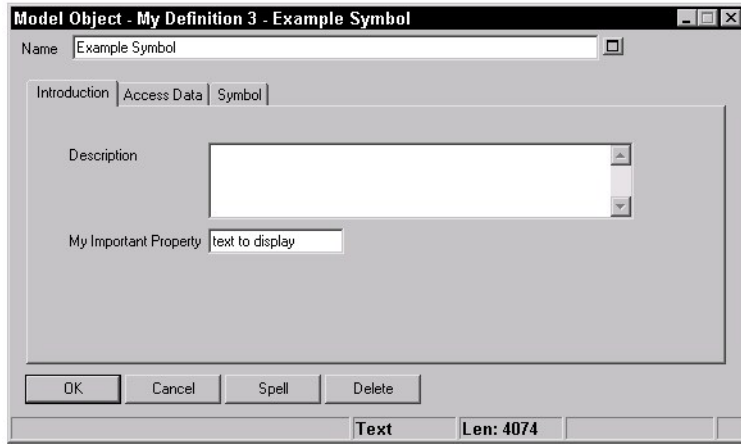 Model Object - My Definition 3 - Example Symbol
Name Example Symbol
Introduction Access Data Symbol
Description
My Important Property text to display
OK Cancel Spell Delete
Text Len: 4074